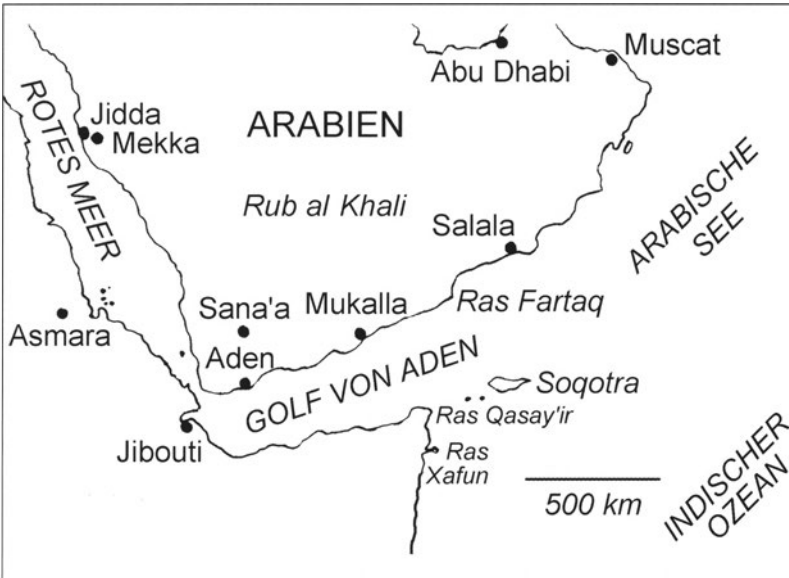 Muscat
Abu Dhabi
ROTES MEER
Jidda
Mekka
ARABIEN
Rub al Khali
ARABISCHE
SEE
Salala
Sana'a
Mukalla
Ras Fartaq
Asmara
Aden
GOLF VON ADEN
Soqotra
Ras Qasay'ir
Jibouti
Ras
Xafun
500 km
INDISCHER
OZEAN